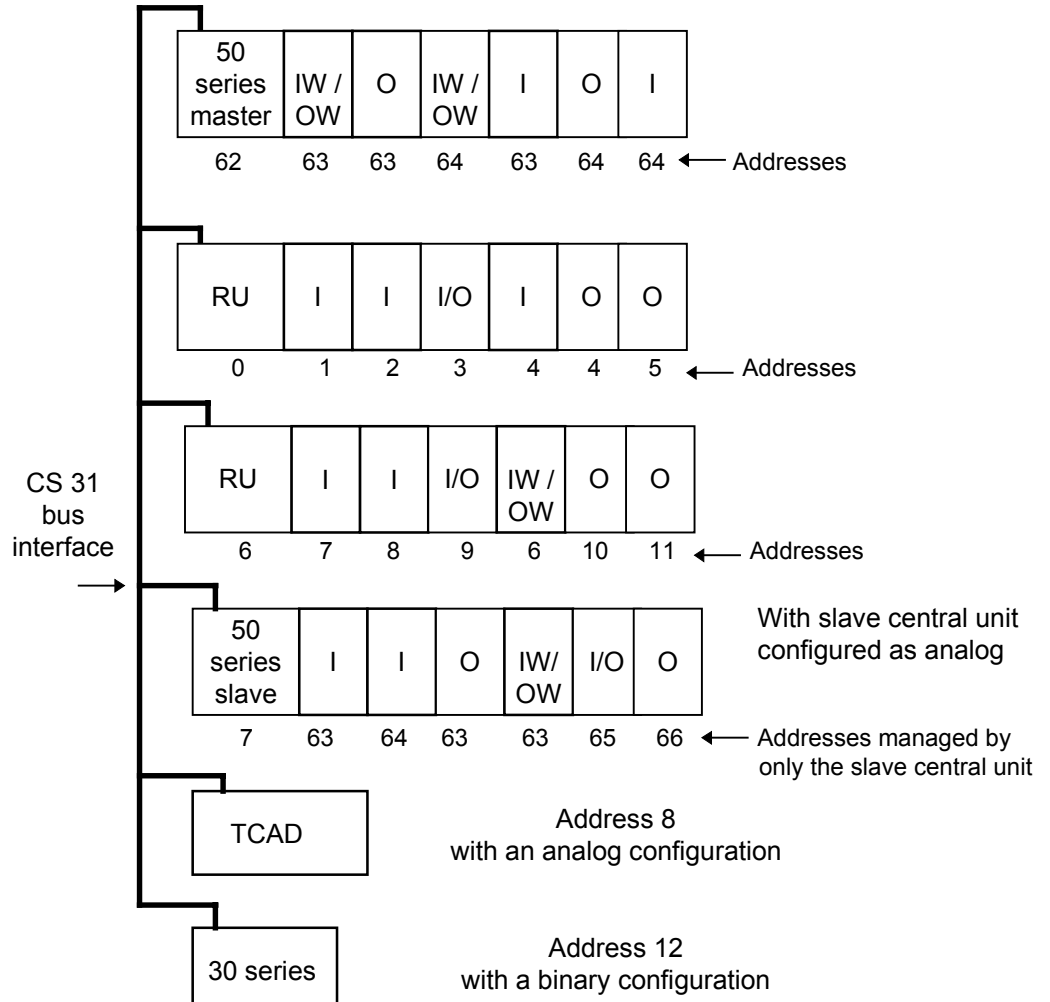 50 series master IW / OW O IW / OW I O I
62 63 63 64 63 64 64 Addresses
RU I I I/O I O O
0 1 2 3 4 4 5 Addresses
RU I I I/O IW / OW O O
6 7 8 9 6 10 11 Addresses
CS 31
bus
interface
50 series slave I I O IW/ OW I/O O
With slave central unit
configured as analog
7 63 64 63 63 65 66 Addresses managed by
only the slave central unit
TCAD
Address 8
with an analog configuration
30 series
Address 12
with a binary configuration